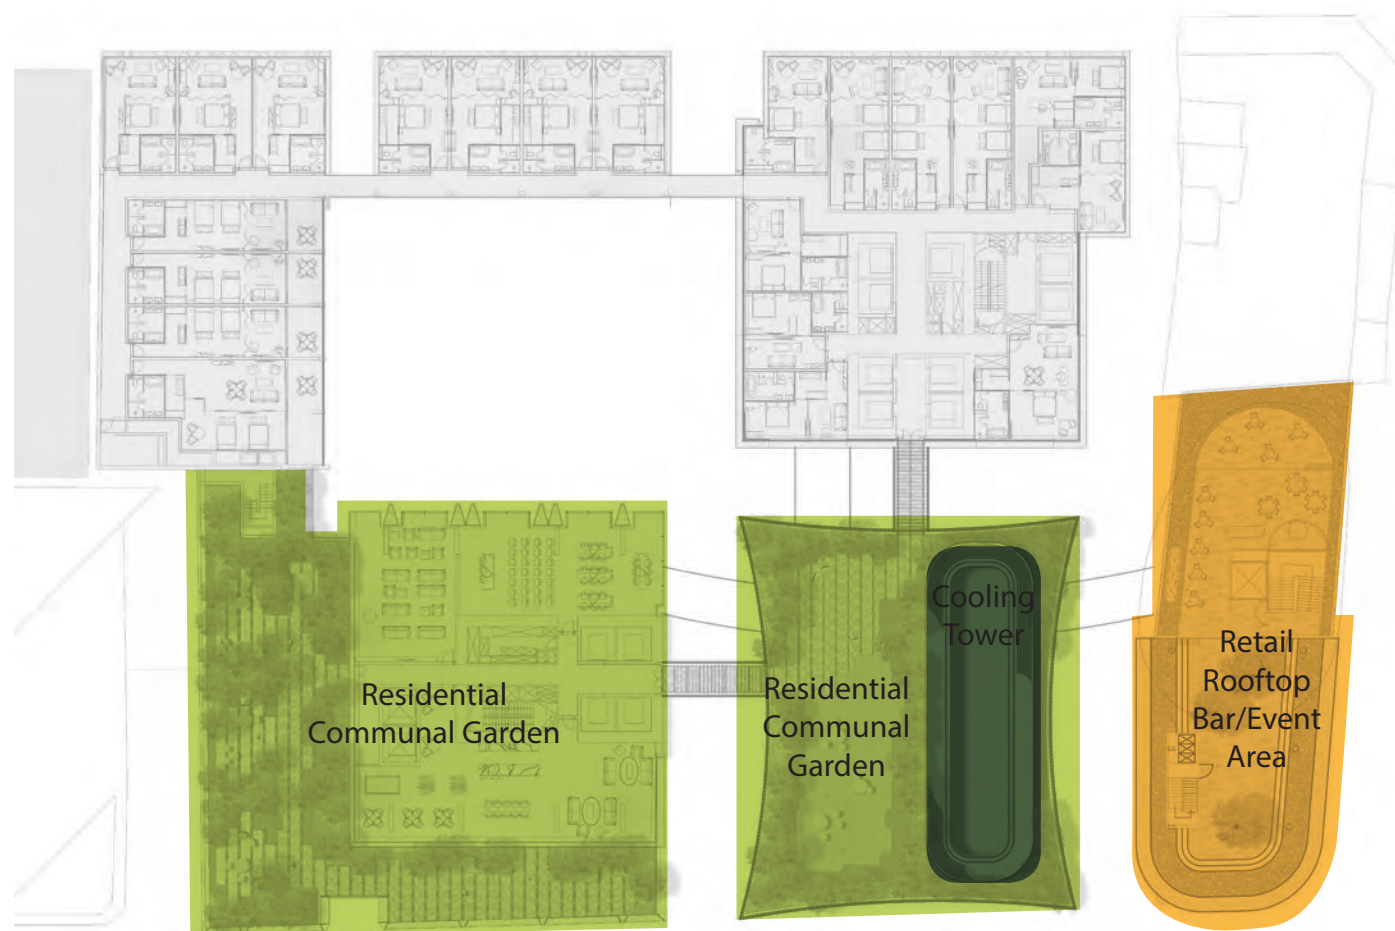 Residential
Communal Garden
Residential
Communal
Garden
Cooling
Tower
Retail
Rooftop
Bar/Event
Area